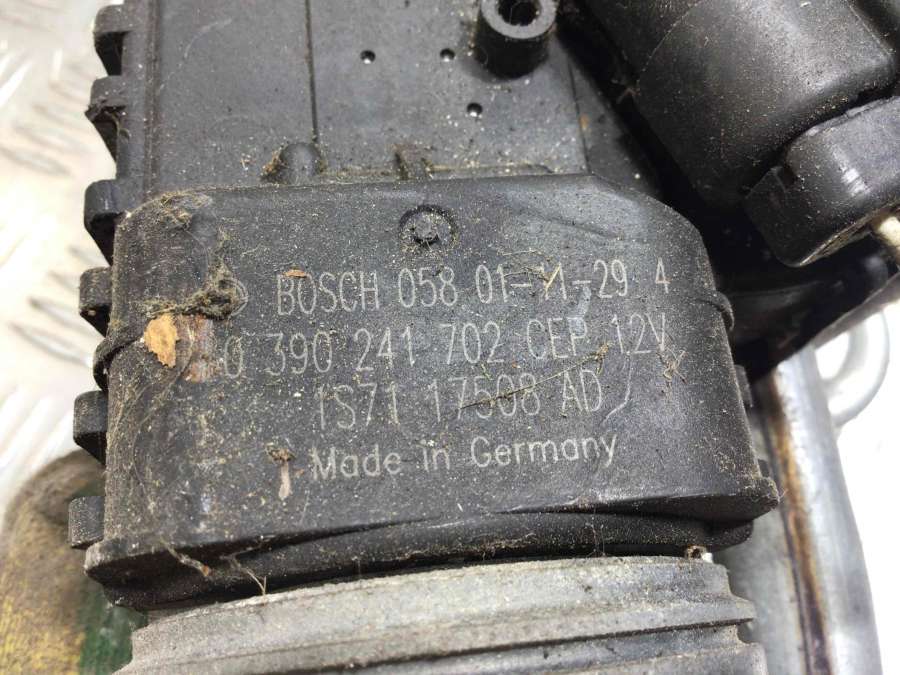 BOSCH 058 01-11-29 4
0 390 241 702 CEP 12V
1S71 17508 AD
Made in Germany